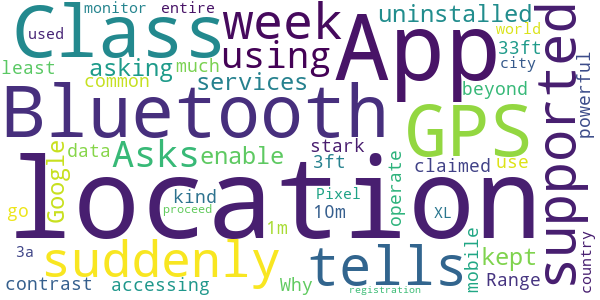 monitor entire
used
Class week App uninstalled world
using 33ft city
least asking much services
common beyond
Bluetooth GPS supported powerful
Google data Asks enable stark
3ft claimed use
location
go kind Pixel operate
10m XL
proceed 1m
suddenly tells mobile kept
3a
contrast accessing Why Range country
registration